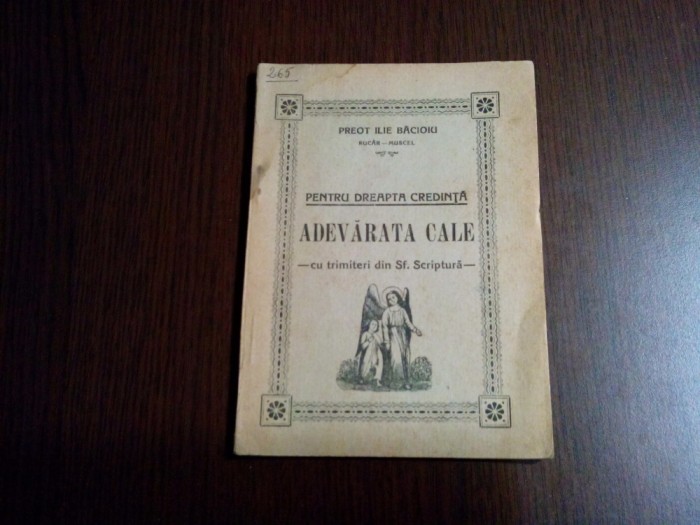 265
PREOT ILIE BĂCIOIU
RUCĂR — MUSCEL
PENTRU DREAPTA CREDINȚĂ
ADEVĂRATA CALE
—cu trimiteri din Sf. Scriptură—